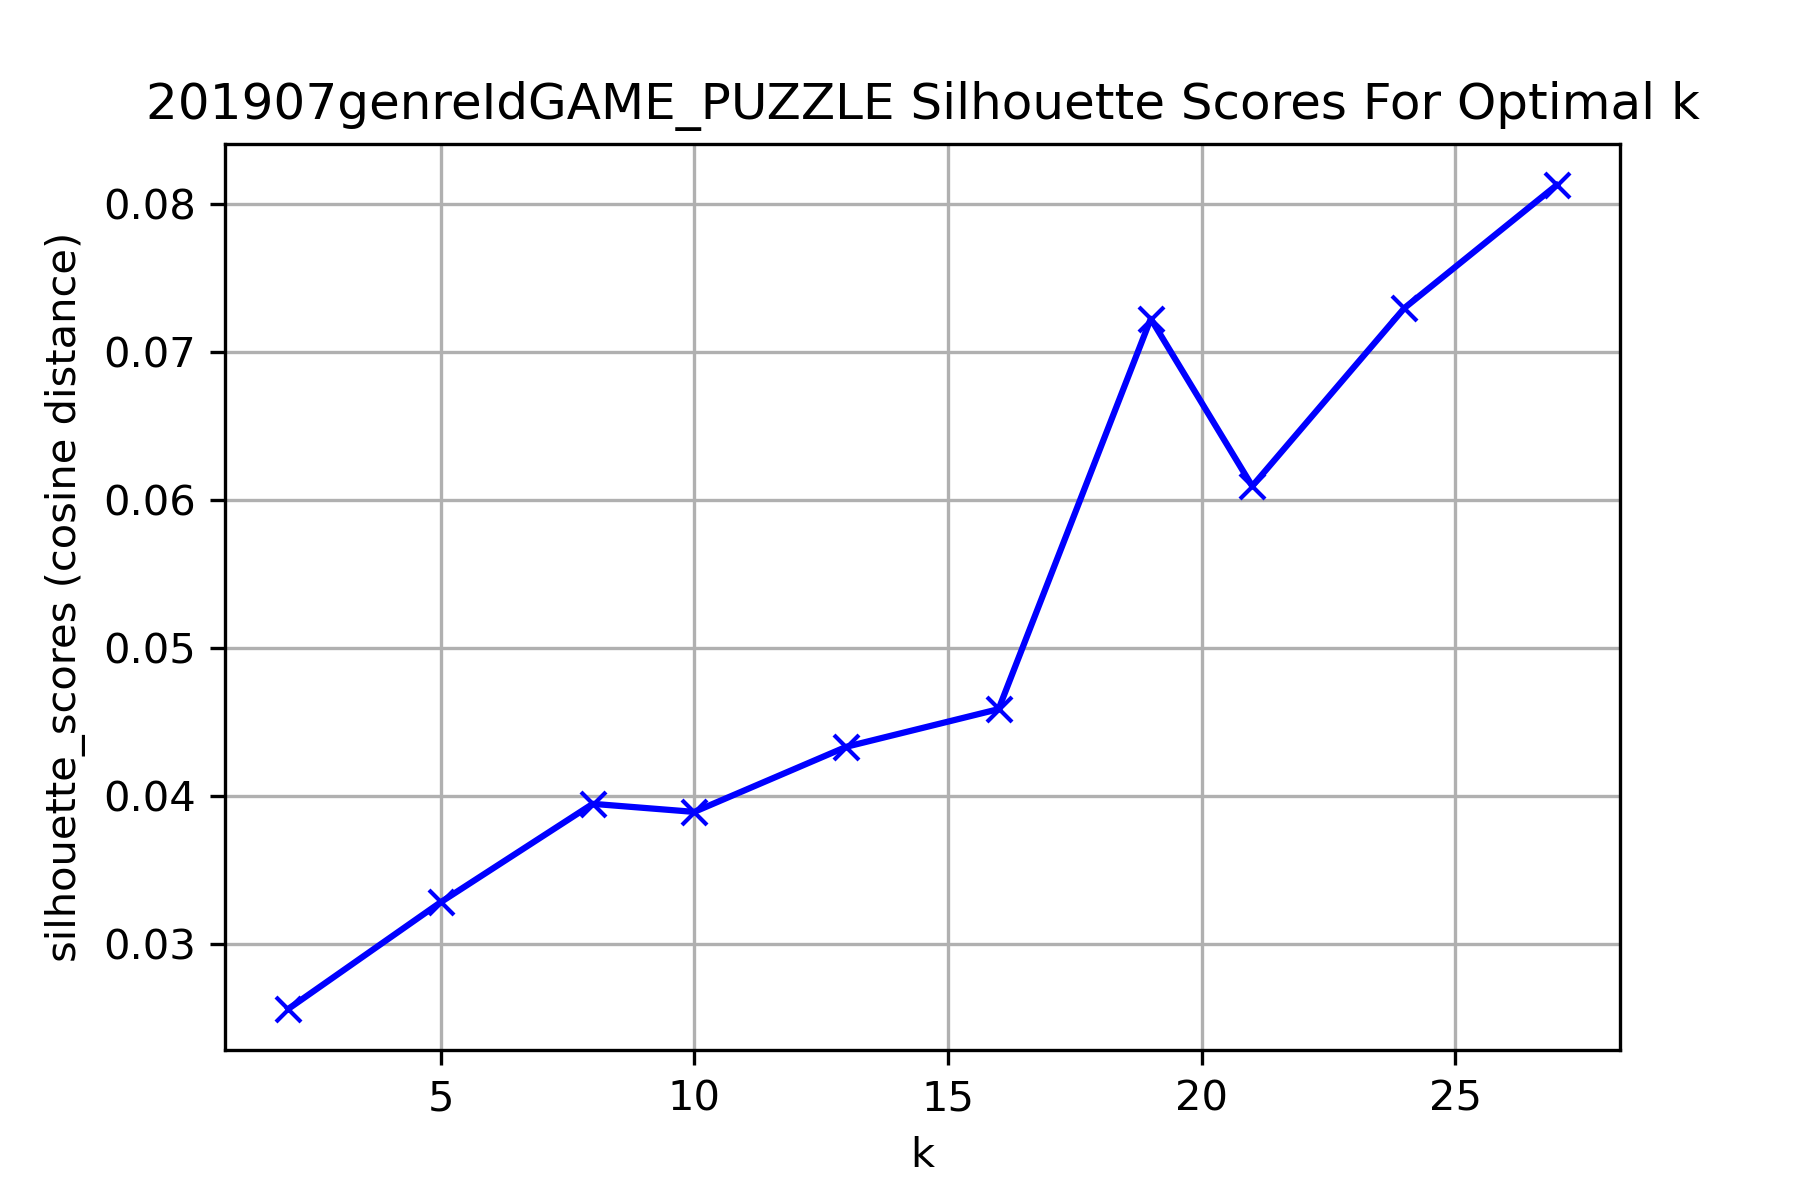 201907genreIdGAME_PUZZLE Silhouette Scores For Optimal k
silhouette_scores (cosine distance)
0.08
0.07
0.06
0.05
0.04
0.03
5 10 15 20 25
k